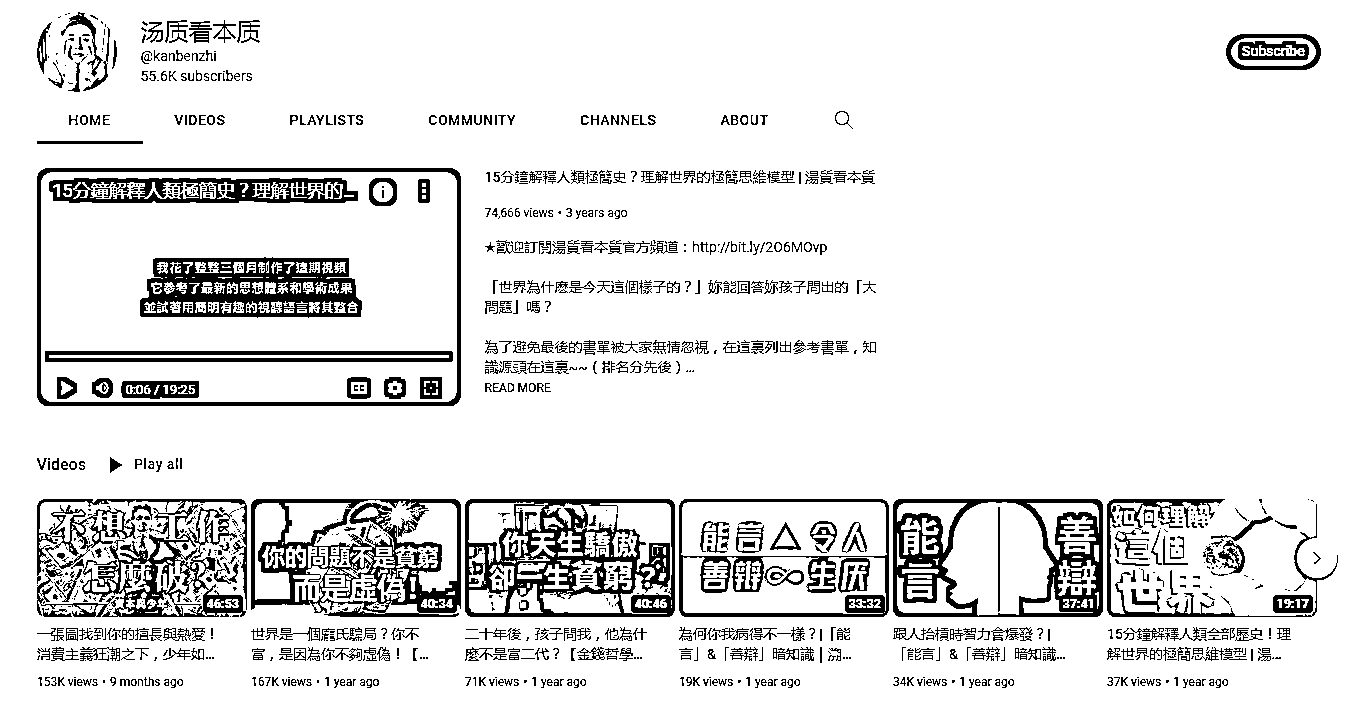 汤质看本质
@kanbenzhi
55.6K subscribers
Subscribe
HOME VIDEOS PLAYLISTS COMMUNITY CHANNELS ABOUT
15分鐘解釋人類極簡史？理解世界的...
我花了整整三個月制作了這期視頻
它參考了最新的思想體系和學術成果
並試著用簡明有趣的視聽語言將其整合
0:06 / 19:25
15分鐘解釋人類極簡史？理解世界的極簡思維模型 | 湯質看本質
74,666 views • 3 years ago
★歡迎訂閱湯質看本質官方頻道：http://bit.ly/2O6MOvp
「世界為什麼是今天這個樣子的？」妳能回答妳孩子問出的「大
問題」嗎？
為了避免最後的書單被大家無情忽視，在這裏列出參考書單，知
識源頭在這裏~~（排名分先後）...
READ MORE
Videos Play all
不想工作
怎麼破?
46:53
你的問題不是貧窮
而是虛偽!
40:34
你天生驕傲
卻一生貧窮?
40:46
能言△令人
善辯∞生厌
33:32
能言
善辯
37:41
如何理解
這個
世界
19:17
一張圖找到你的擅長與熱愛！
消費主義狂潮之下，少年如...
153K views • 9 months ago
世界是一個龐氏騙局？你不
富，是因為你不夠虛偽！【...
167K views • 1 year ago
二十年後，孩子問我，他為什
麼不是富二代？【金錢哲學...
71K views • 1 year ago
為何你我病得不一樣？|「能
言」&「善辯」暗知識 | 湯...
19K views • 1 year ago
跟人抬槓時智力會爆發？|
「能言」&「善辯」暗知識...
34K views • 1 year ago
15分鐘解釋人類全部歷史！理
解世界的極簡思維模型 | 湯...
37K views • 1 year ago